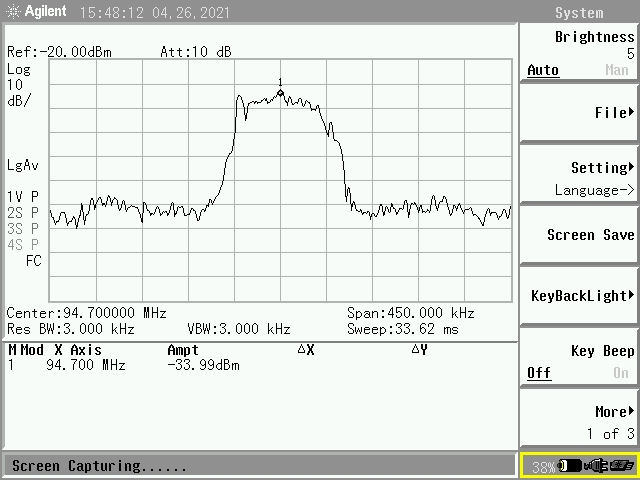 Agilent 15:48:12 04,26,2021 System
Ref:-20.00dBm Att:10 dB
Log
10
dB/
1
LgAv
1V P
2S P
3S P
4S P
FC
Center:94.700000 MHz Span:450.000 kHz
Res BW:3.000 kHz VBW:3.000 kHz Sweep:33.62 ms
M Mod X Axis Ampt △X △Y
1 94.700 MHz -33.99dBm
Screen Capturing......
Brightness
5
Auto Man
File
Setting
Language->
Screen Save
KeyBackLight
Key Beep
Off On
More
1 of 3
38%